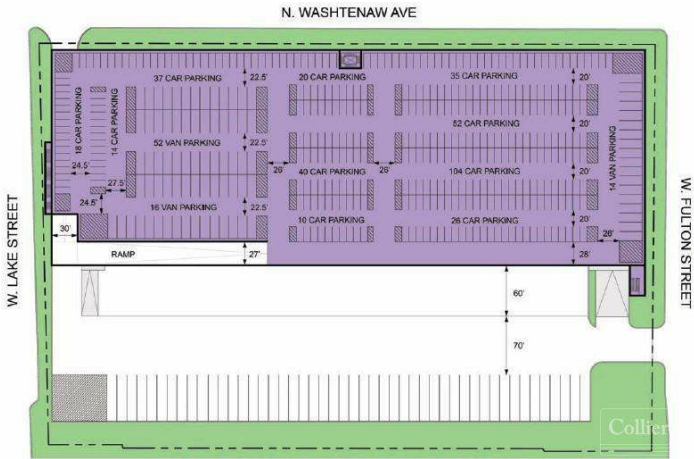 N. WASHTENAW AVE
37 CAR PARKING
22.5'
20 CAR PARKING
35 CAR PARKING
20'
18 CAR PARKING
14 CAR PARKING
52 CAR PARKING
20'
52 VAN PARKING
22.5'
24.5'
27.5'
26'
40 CAR PARKING
26'
104 CAR PARKING
20'
14 VAN PARKING
24.5'
16 VAN PARKING
22.5'
10 CAR PARKING
26 CAR PARKING
20'
30'
RAMP
27'
28'
26'
W. LAKE STREET
W. FULTON STREET
60'
70'
Collier